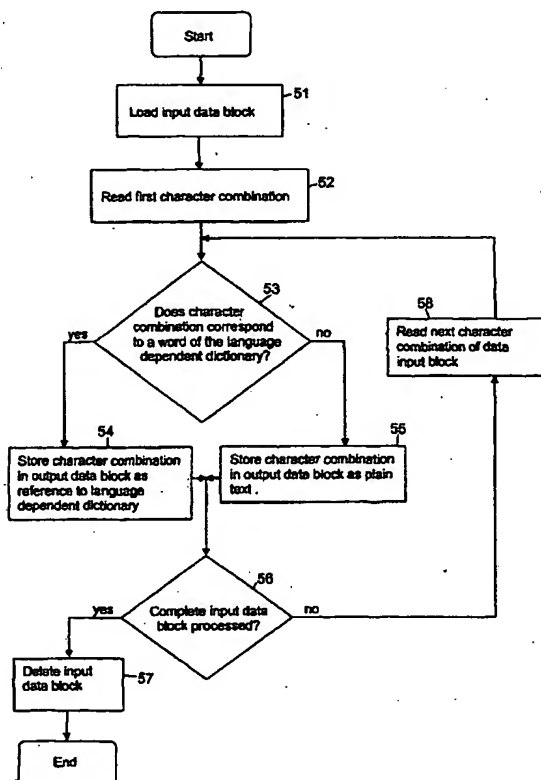 Start
51
Load input data block
52
Read first character combination
53
Does character
combination correspond
to a word of the language
dependent dictionary?
yes
no
58
Read next character
combination of data
input block
54
Store character combination
in output data block as
reference to language
dependent dictionary
55
Store character combination
in output data block as plain
text .
56
Complete input data
block processed?
yes
no
Delete input
data block
57
End